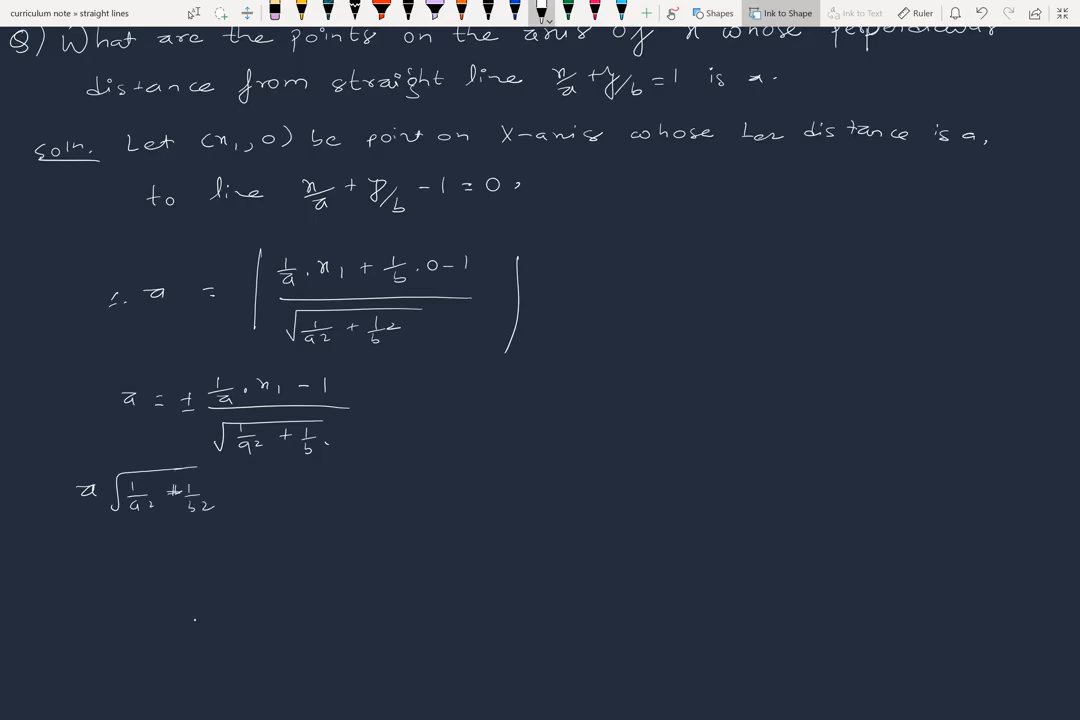 curriculum note » straight lines
Shapes Ink to Shape Ink to Text Ruler
Q) What are the points on the axis of x whose perpendicular
distance from straight line x/a + y/b = 1 is a.
Soln. Let (x₁, 0) be point on X-axis whose Lar distance is a,
to line x/a + y/b - 1 = 0,
∴ a = | (1/a . x₁ + 1/b . 0 - 1) / √(1/a² + 1/b²) |
a = ± (1/a . x₁ - 1) / √(1/a² + 1/b.
a √(1/a² + 1/b²